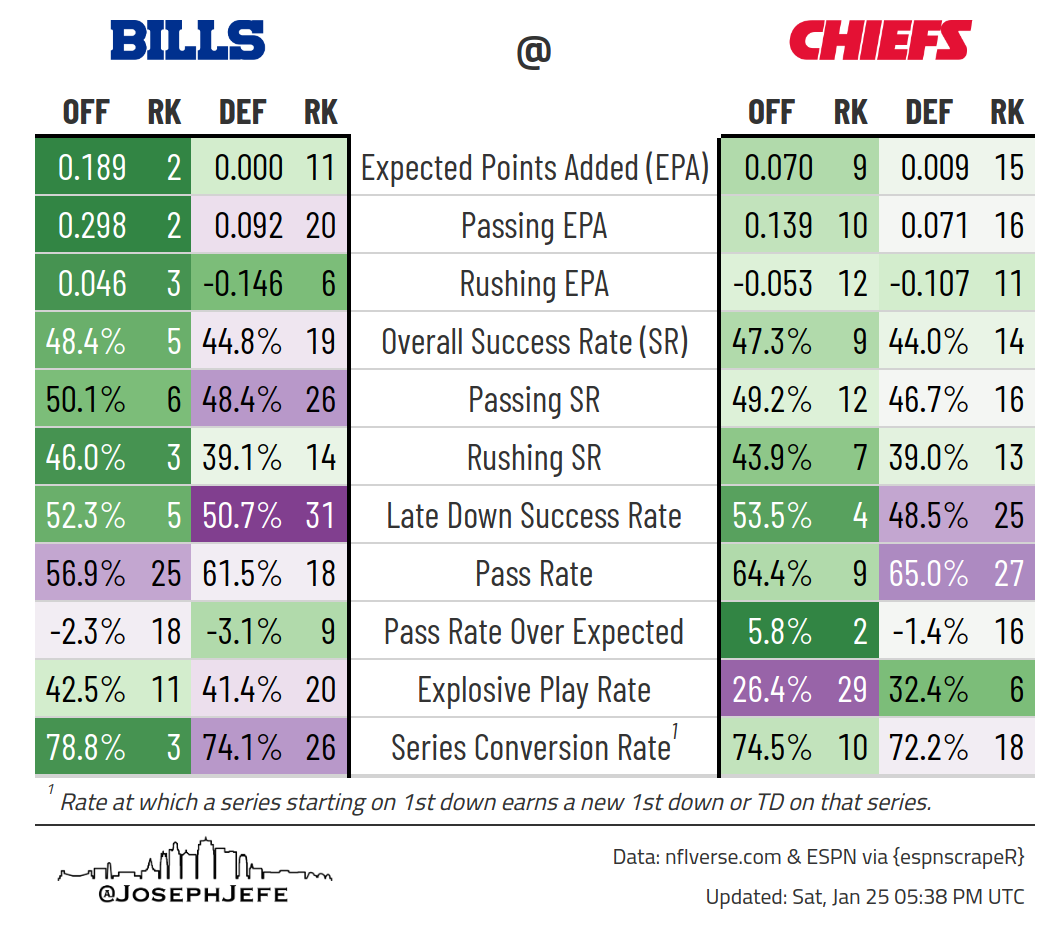 BILLS @ CHIEFS
OFF RK DEF RK OFF RK DEF RK
0.189 2 0.000 11 Expected Points Added (EPA) 0.070 9 0.009 15
0.298 2 0.092 20 Passing EPA 0.139 10 0.071 16
0.046 3 -0.146 6 Rushing EPA -0.053 12 -0.107 11
48.4% 5 44.8% 19 Overall Success Rate (SR) 47.3% 9 44.0% 14
50.1% 6 48.4% 26 Passing SR 49.2% 12 46.7% 16
46.0% 3 39.1% 14 Rushing SR 43.9% 7 39.0% 13
52.3% 5 50.7% 31 Late Down Success Rate 53.5% 4 48.5% 25
56.9% 25 61.5% 18 Pass Rate 64.4% 9 65.0% 27
-2.3% 18 -3.1% 9 Pass Rate Over Expected 5.8% 2 -1.4% 16
42.5% 11 41.4% 20 Explosive Play Rate 26.4% 29 32.4% 6
78.8% 3 74.1% 26 Series Conversion Rate1 74.5% 10 72.2% 18
1 Rate at which a series starting on 1st down earns a new 1st down or TD on that series.
@JOSEPHJEFE
Data: nflverse.com & ESPN via {espnscrapeR}
Updated: Sat, Jan 25 05:38 PM UTC